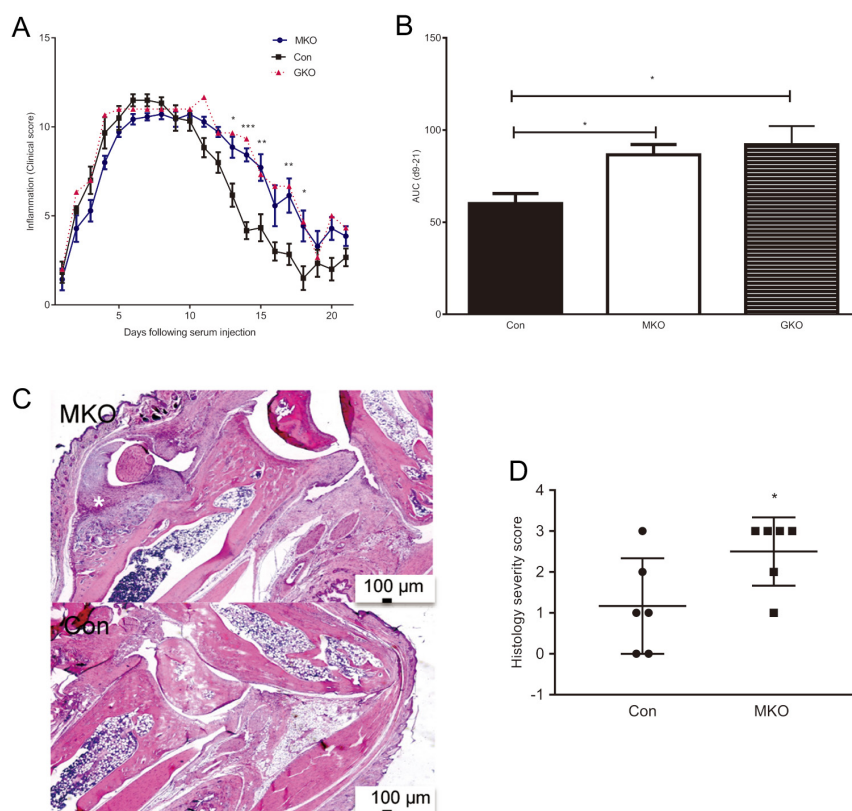 A
15
10
5
0
Inflammation (Clinical score)
5
10
15
20
Days following serum injection
MKO
Con
GKO
*
***
**
**
*
B
150
100
50
0
AUC (d9-21)
*
*
Con
MKO
GKO
C
MKO
*
100 µm
Con
100 µm
D
*
4
3
2
1
0
-1
Histology severity score
Con
MKO